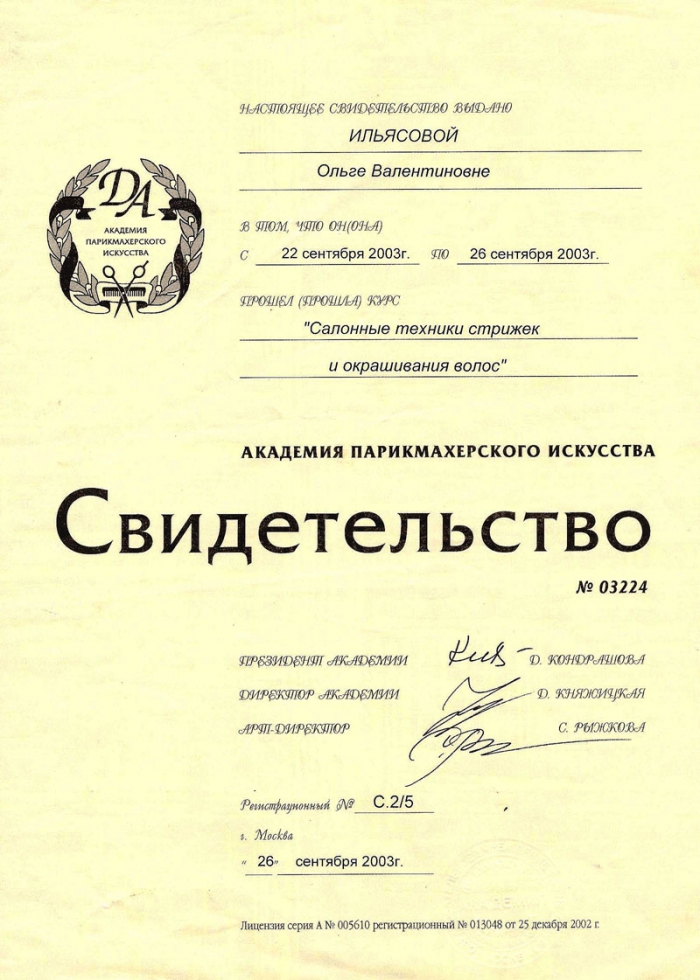 НАСТОЯЩЕЕ СВИДЕТЕЛЬСТВО ВЫДАНО
ИЛЬЯСОВОЙ
Ольге Валентиновне
ДА
АКАДЕМИЯ
ПАРИКМАХЕРСКОГО
ИСКУССТВА
В ТОМ, ЧТО ОН(ОНА)
С 22 сентября 2003г. ПО 26 сентября 2003г.
ПРОШЕЛ (ПРОШЛА) КУРС
"Салонные техники стрижек
и окрашивания волос"
АКАДЕМИЯ ПАРИКМАХЕРСКОГО ИСКУССТВА
Свидетельство
№ 03224
ПРЕЗИДЕНТ АКАДЕМИИ Д. КОНДРАШОВА
ДИРЕКТОР АКАДЕМИИ Д. КНЯЖИЦКАЯ
АРТ-ДИРЕКТОР С. РЫЖКОВА
Регистрационный № С.2/5
г. Москва
« 26 » сентября 2003г.
Лицензия серия А № 005610 регистрационный № 013048 от 25 декабря 2002 г.